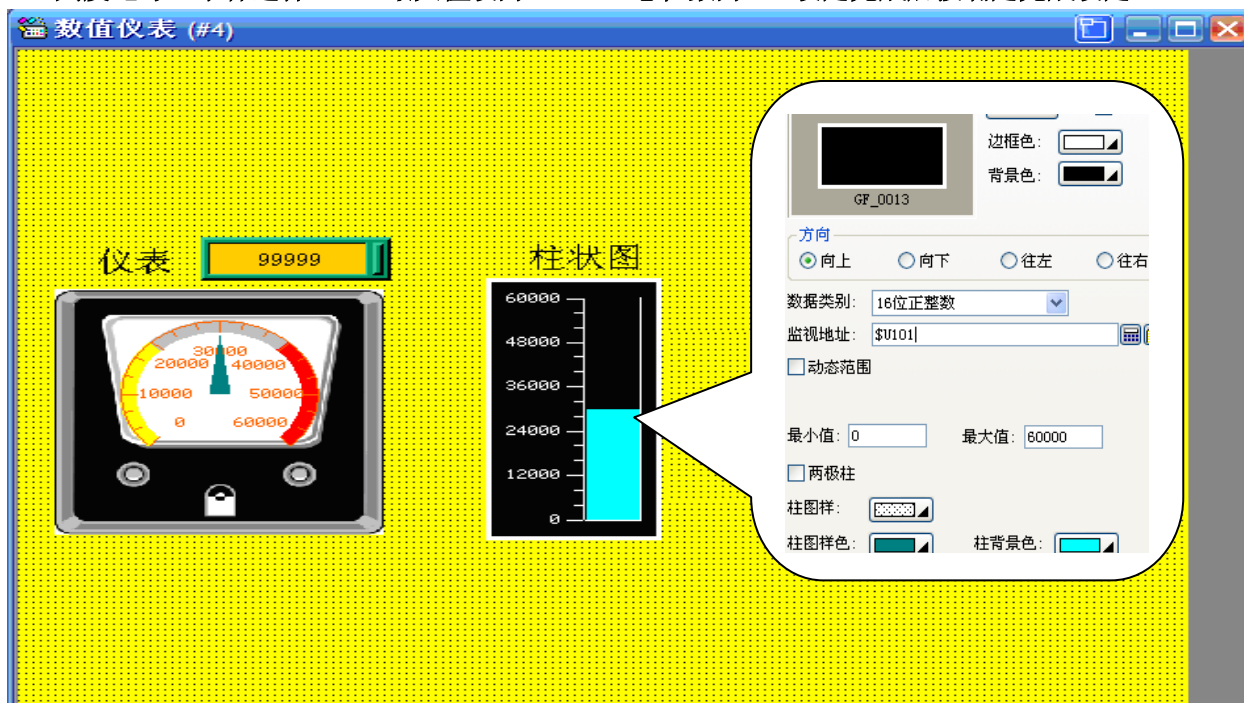 数值仪表 (#4)
仪表
99999
30000
20000
40000
10000
50000
0
60000
柱状图
60000
48000
36000
24000
12000
0
GF_0013
边框色:
背景色:
方向
向上 向下 往左 往右
数据类别: 16位正整数
监视地址: $U101
动态范围
最小值: 0 最大值: 60000
两极柱
柱图样:
柱图样色: 柱背景色: